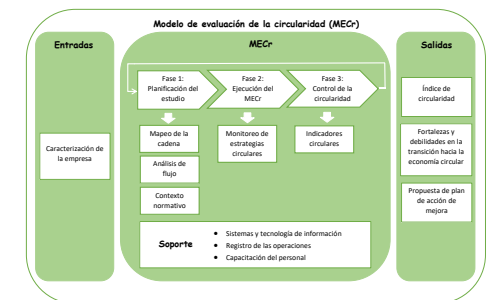 Modelo de evaluación de la circularidad (MECr)
Entradas
Caracterización de
la empresa
MECr
Fase 1:
Planificación del
estudio
Fase 2:
Ejecución del
MECr
Fase 3:
Control de la
circularidad
Mapeo de la
cadena
Análisis de
flujo
Contexto
normativo
Monitoreo de
estrategias
circulares
Indicadores
circulares
Soporte
• Sistemas y tecnología de información
• Registro de las operaciones
• Capacitación del personal
Salidas
Índice de
circularidad
Fortalezas y
debilidades en la
transición hacia la
economía circular
Propuesta de plan
de acción de
mejora